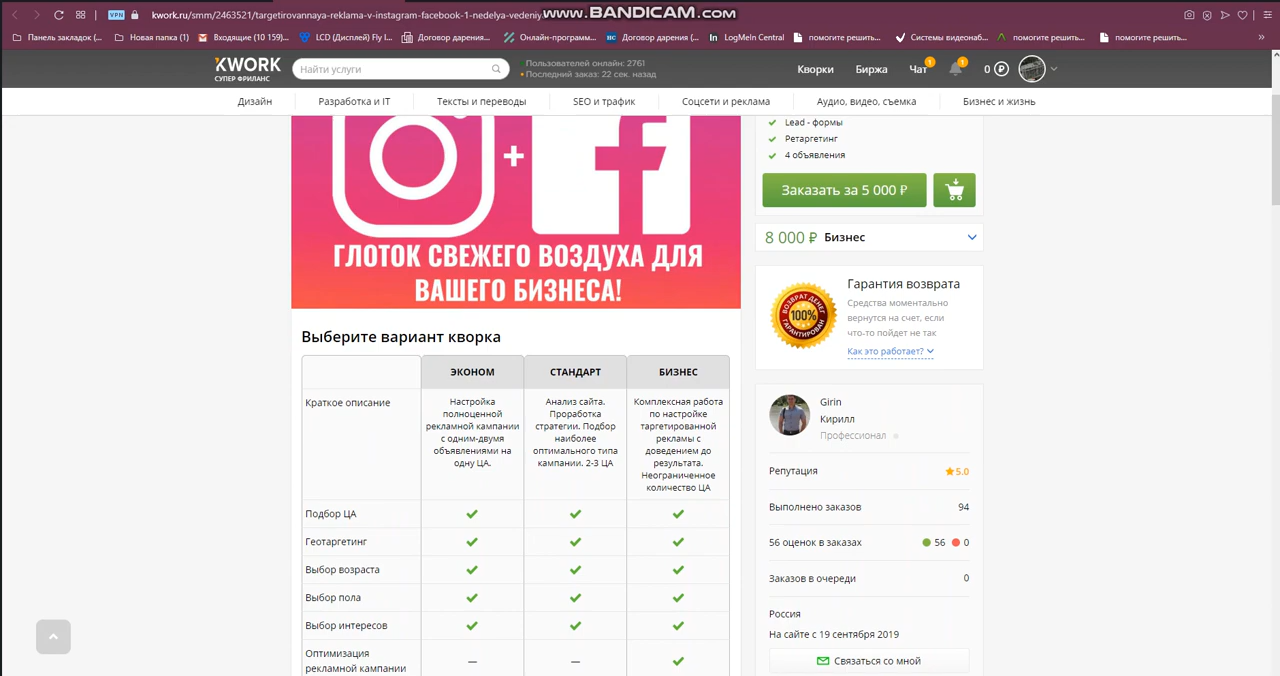 www.BANDICAM.com
VPN
kwork.ru/smm/2463521/targetirovannaya-reklama-v-instagram-facebook-1-nedelya-vedeniy
Панель закладок (...
Новая папка (1)
Входящие (10 159)...
LCD (Дисплей) Fly I...
Договор дарения...
Онлайн-программ...
НС Договор дарения (...
in LogMeIn Central
помогите решить...
Системы видеонаб...
помогите решить...
помогите решить...
KWORK
СУПЕР ФРИЛАНС
Найти услуги
Пользователей онлайн: 2761
Последний заказ: 22 сек. назад
Кворки
Биржа
Чат
1
1
0 ₽
Дизайн
Разработка и IT
Тексты и переводы
SEO и трафик
Соцсети и реклама
Аудио, видео, съемка
Бизнес и жизнь
+
ГЛОТОК СВЕЖЕГО ВОЗДУХА ДЛЯ
ВАШЕГО БИЗНЕСА!
Lead - формы
Ретаргетинг
4 объявления
Заказать за 5 000 ₽
8 000 ₽ Бизнес
ВОЗВРАТ ДЕНЕГ
100%
ГАРАНТИРОВАН
Гарантия возврата
Средства моментально
вернутся на счет, если
что-то пойдет не так
Как это работает?
Выберите вариант кворка
ЭКОНОМ
СТАНДАРТ
БИЗНЕС
Краткое описание
Настройка
полноценной
рекламной кампании
с одним-двумя
объявлениями на
одну ЦА.
Анализ сайта.
Проработка
стратегии. Подбор
наиболее
оптимального типа
кампании. 2-3 ЦА
Комплексная работа
по настройке
таргетированной
рекламы с
доведением до
результата.
Неограниченное
количество ЦА
Подбор ЦА
Геотаргетинг
Выбор возраста
Выбор пола
Выбор интересов
Оптимизация
рекламной кампании
—
—
Girin
Кирилл
Профессионал
Репутация
5.0
Выполнено заказов
94
56 оценок в заказах
56
0
Заказов в очереди
0
Россия
На сайте с 19 сентября 2019
Связаться со мной